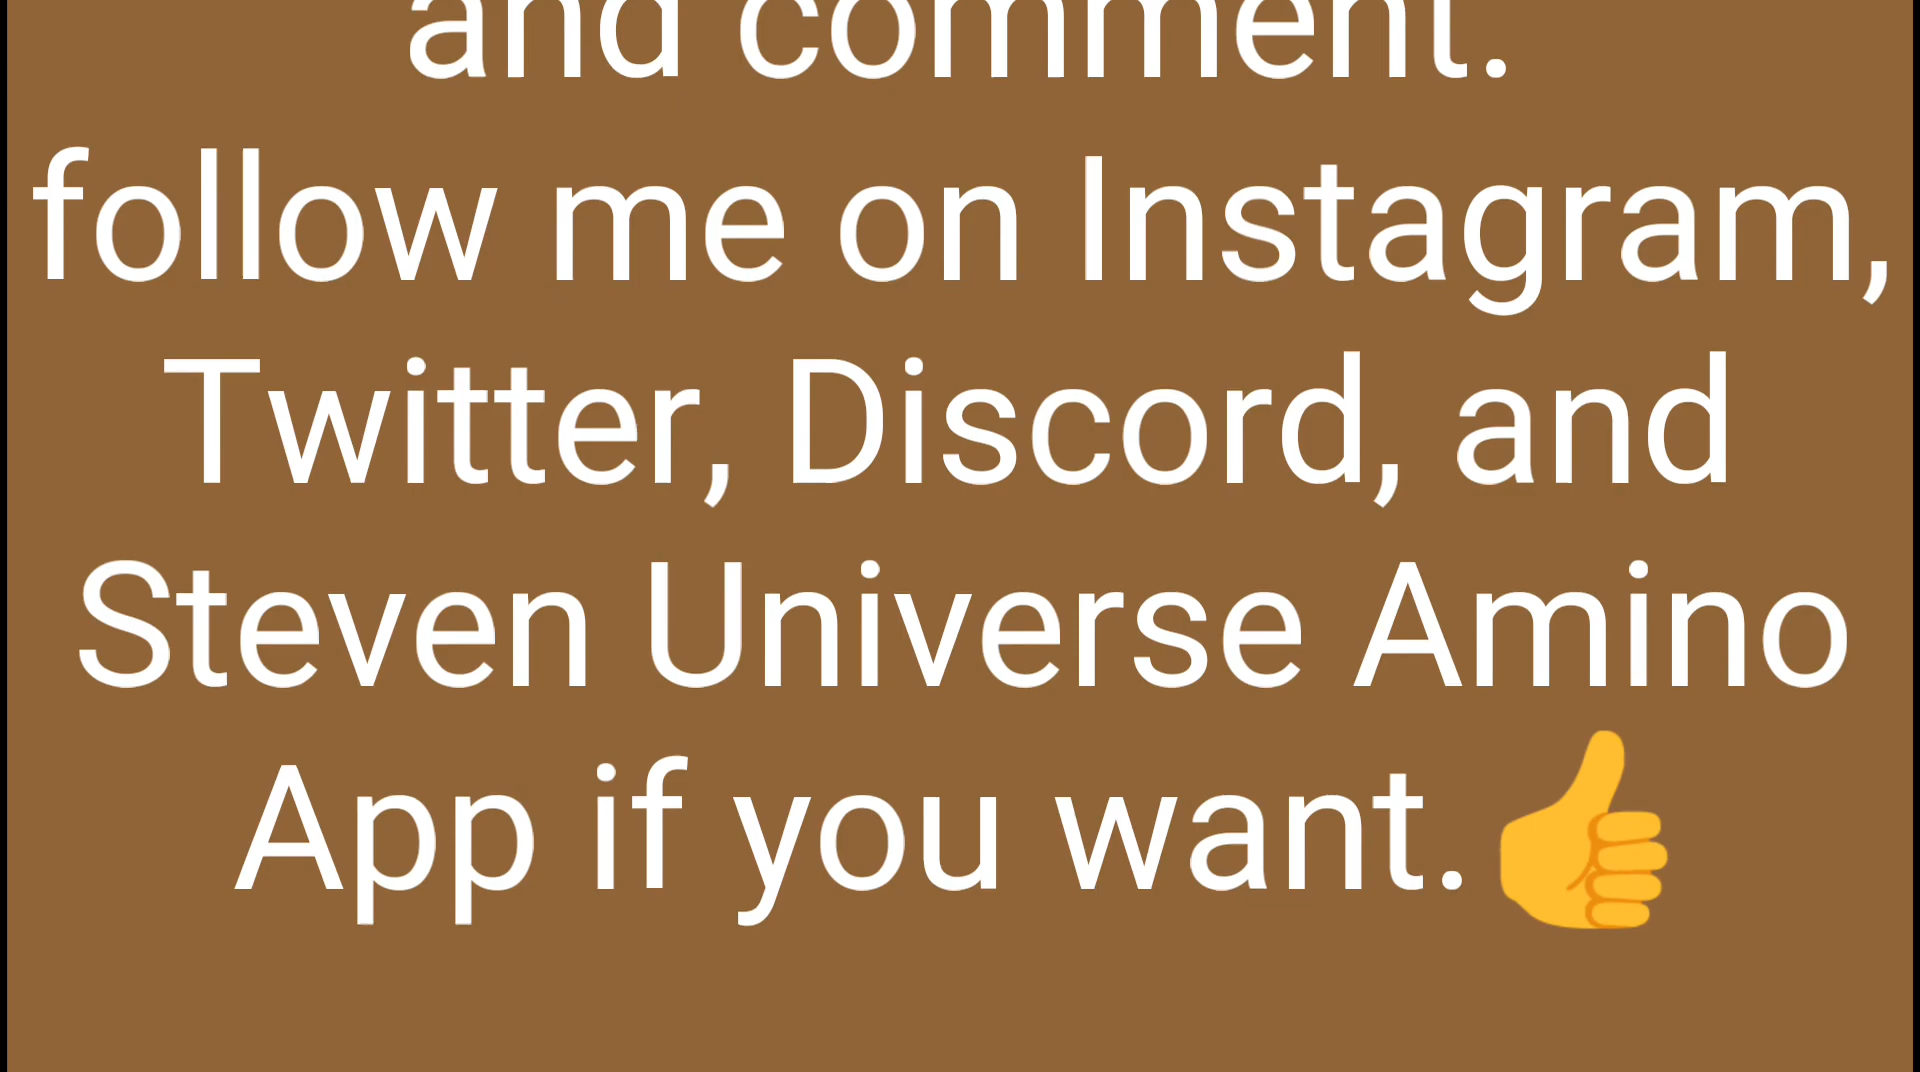 and comment.
follow me on Instagram,
Twitter, Discord, and
Steven Universe Amino
App if you want.👍